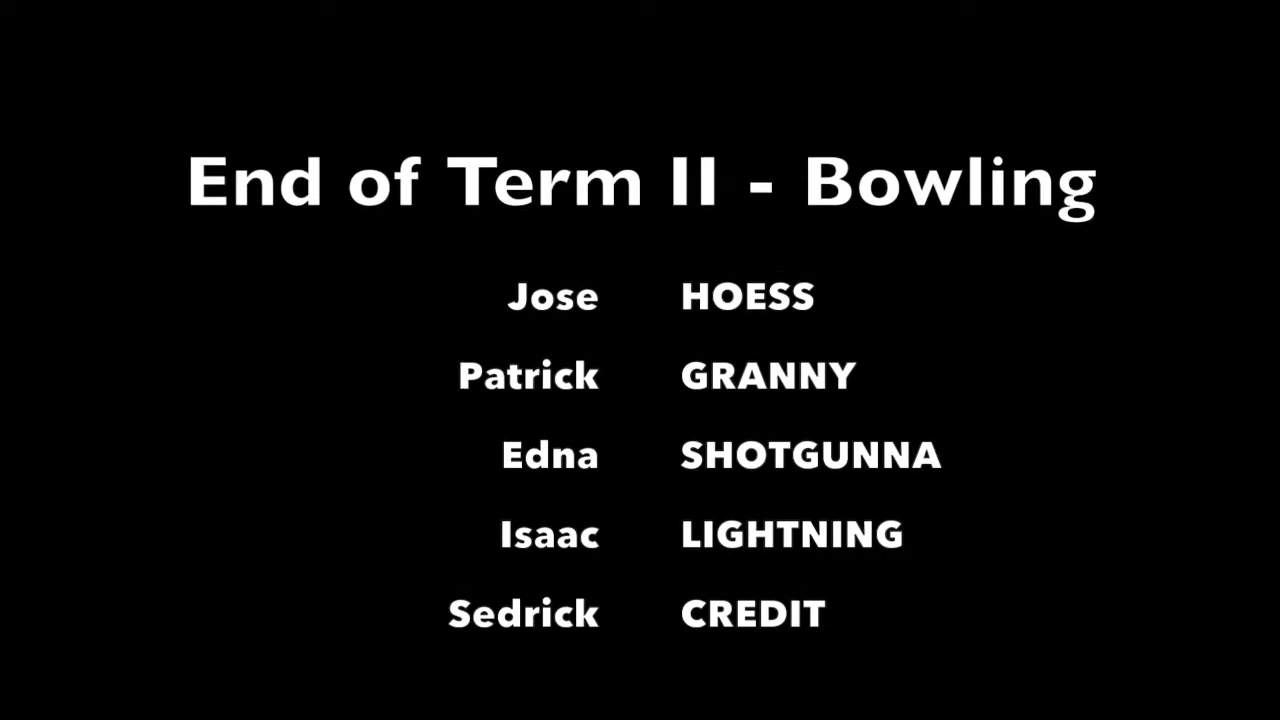 End of Term II - Bowling
Jose HOESS
Patrick GRANNY
Edna SHOTGUNNA
Isaac LIGHTNING
Sedrick CREDIT